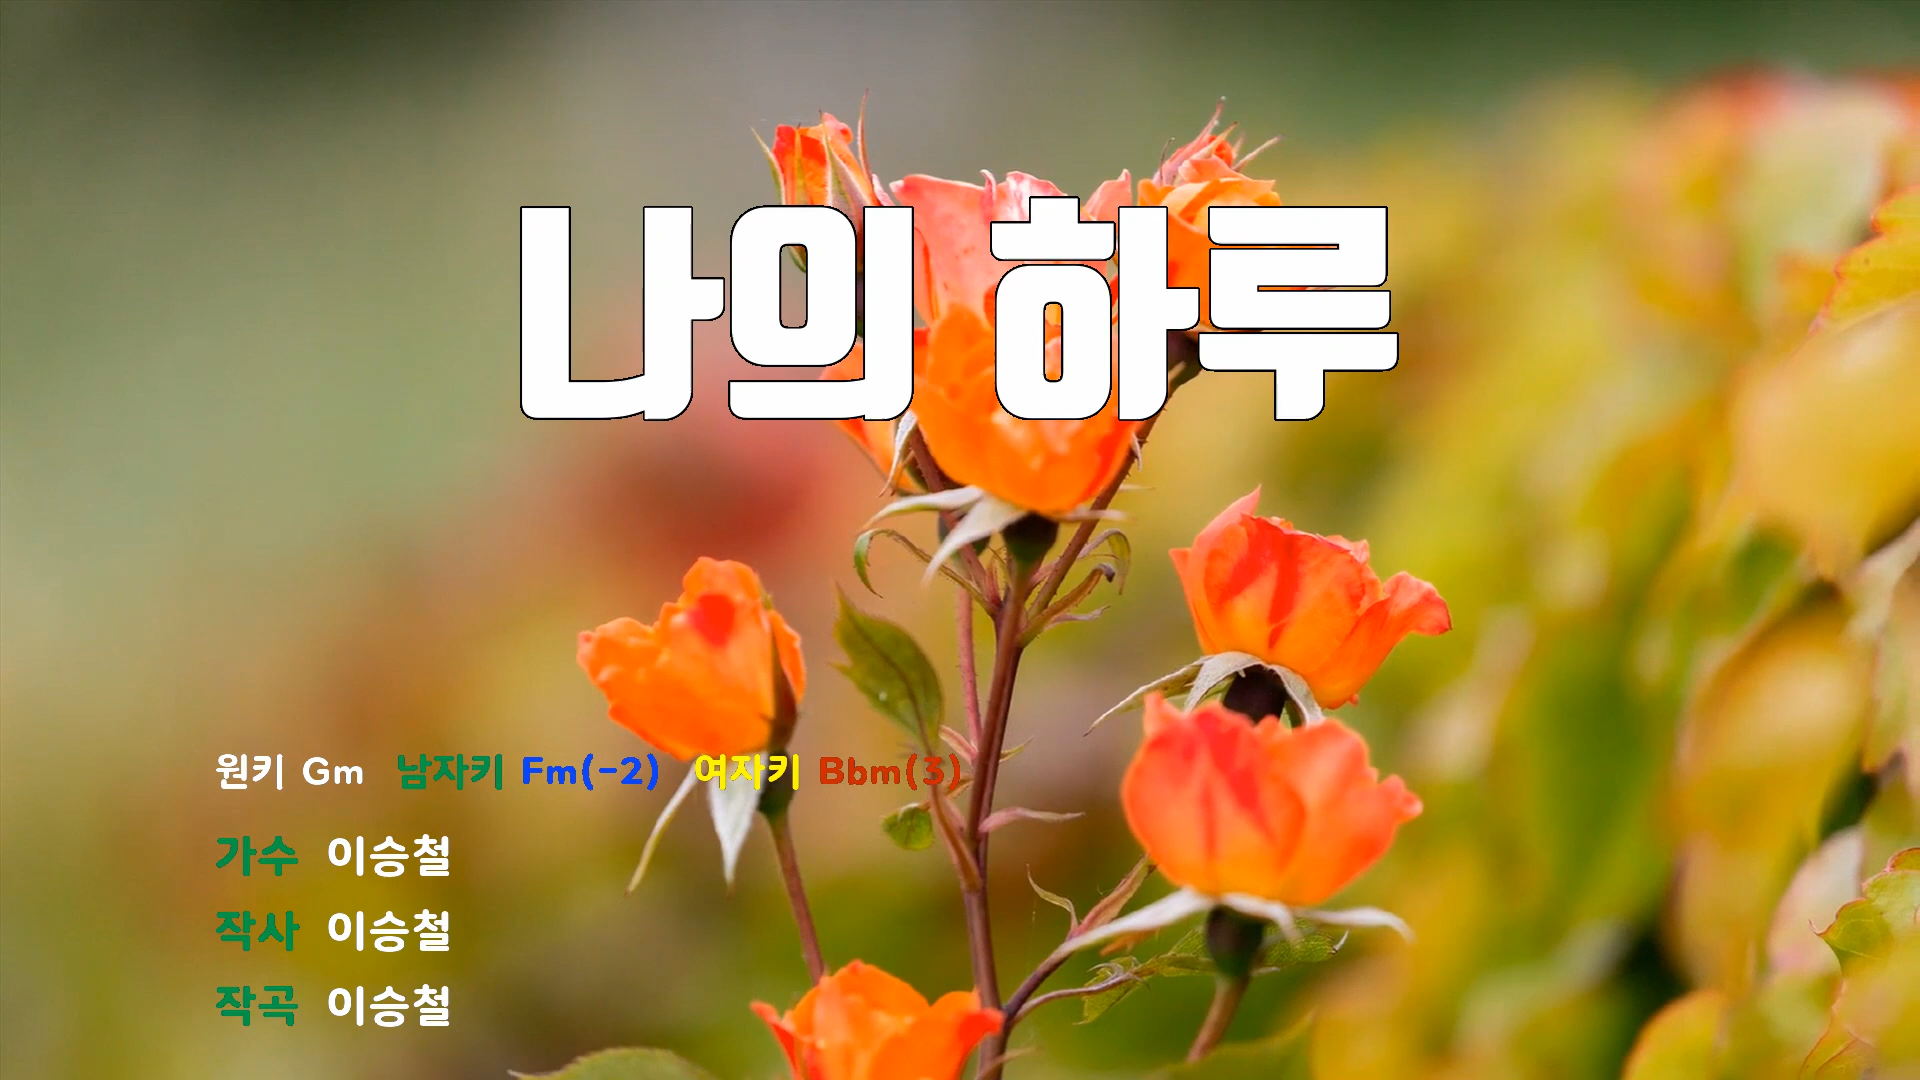 나의 하루
원키 Gm 남자키 Fm(-2) 여자키 Bbm(3)
가수 이승철
작사 이승철
작곡 이승철